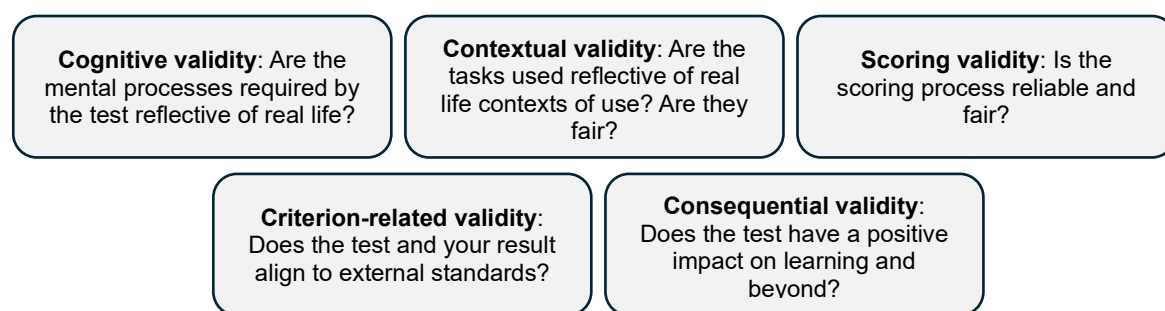 Cognitive validity: Are the
mental processes required by
the test reflective of real life?
Contextual validity: Are the
tasks used reflective of real
life contexts of use? Are they
fair?
Scoring validity: Is the
scoring process reliable and
fair?
Criterion-related validity:
Does the test and your result
align to external standards?
Consequential validity:
Does the test have a positive
impact on learning and
beyond?